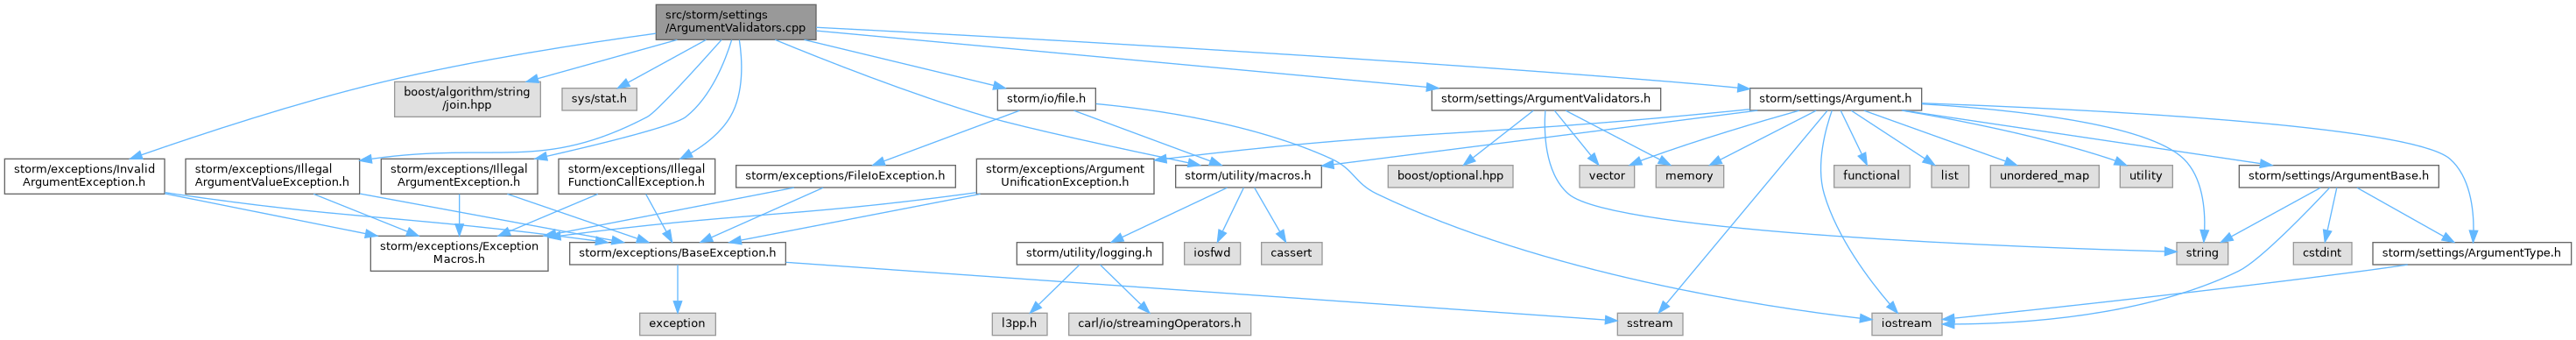 src/storm/settings
/ArgumentValidators.cpp
boost/algorithm/string
/join.hpp
sys/stat.h
storm/io/file.h
storm/settings/ArgumentValidators.h
storm/settings/Argument.h
storm/exceptions/Invalid
ArgumentException.h
storm/exceptions/Illegal
ArgumentValueException.h
storm/exceptions/Illegal
ArgumentException.h
storm/exceptions/Illegal
FunctionCallException.h
storm/exceptions/FileIoException.h
storm/exceptions/Argument
UnificationException.h
storm/utility/macros.h
boost/optional.hpp
vector
memory
functional
list
unordered_map
utility
storm/settings/ArgumentBase.h
storm/exceptions/Exception
Macros.h
storm/exceptions/BaseException.h
storm/utility/logging.h
iosfwd
cassert
string
cstdint
storm/settings/ArgumentType.h
exception
l3pp.h
carl/io/streamingOperators.h
sstream
iostream